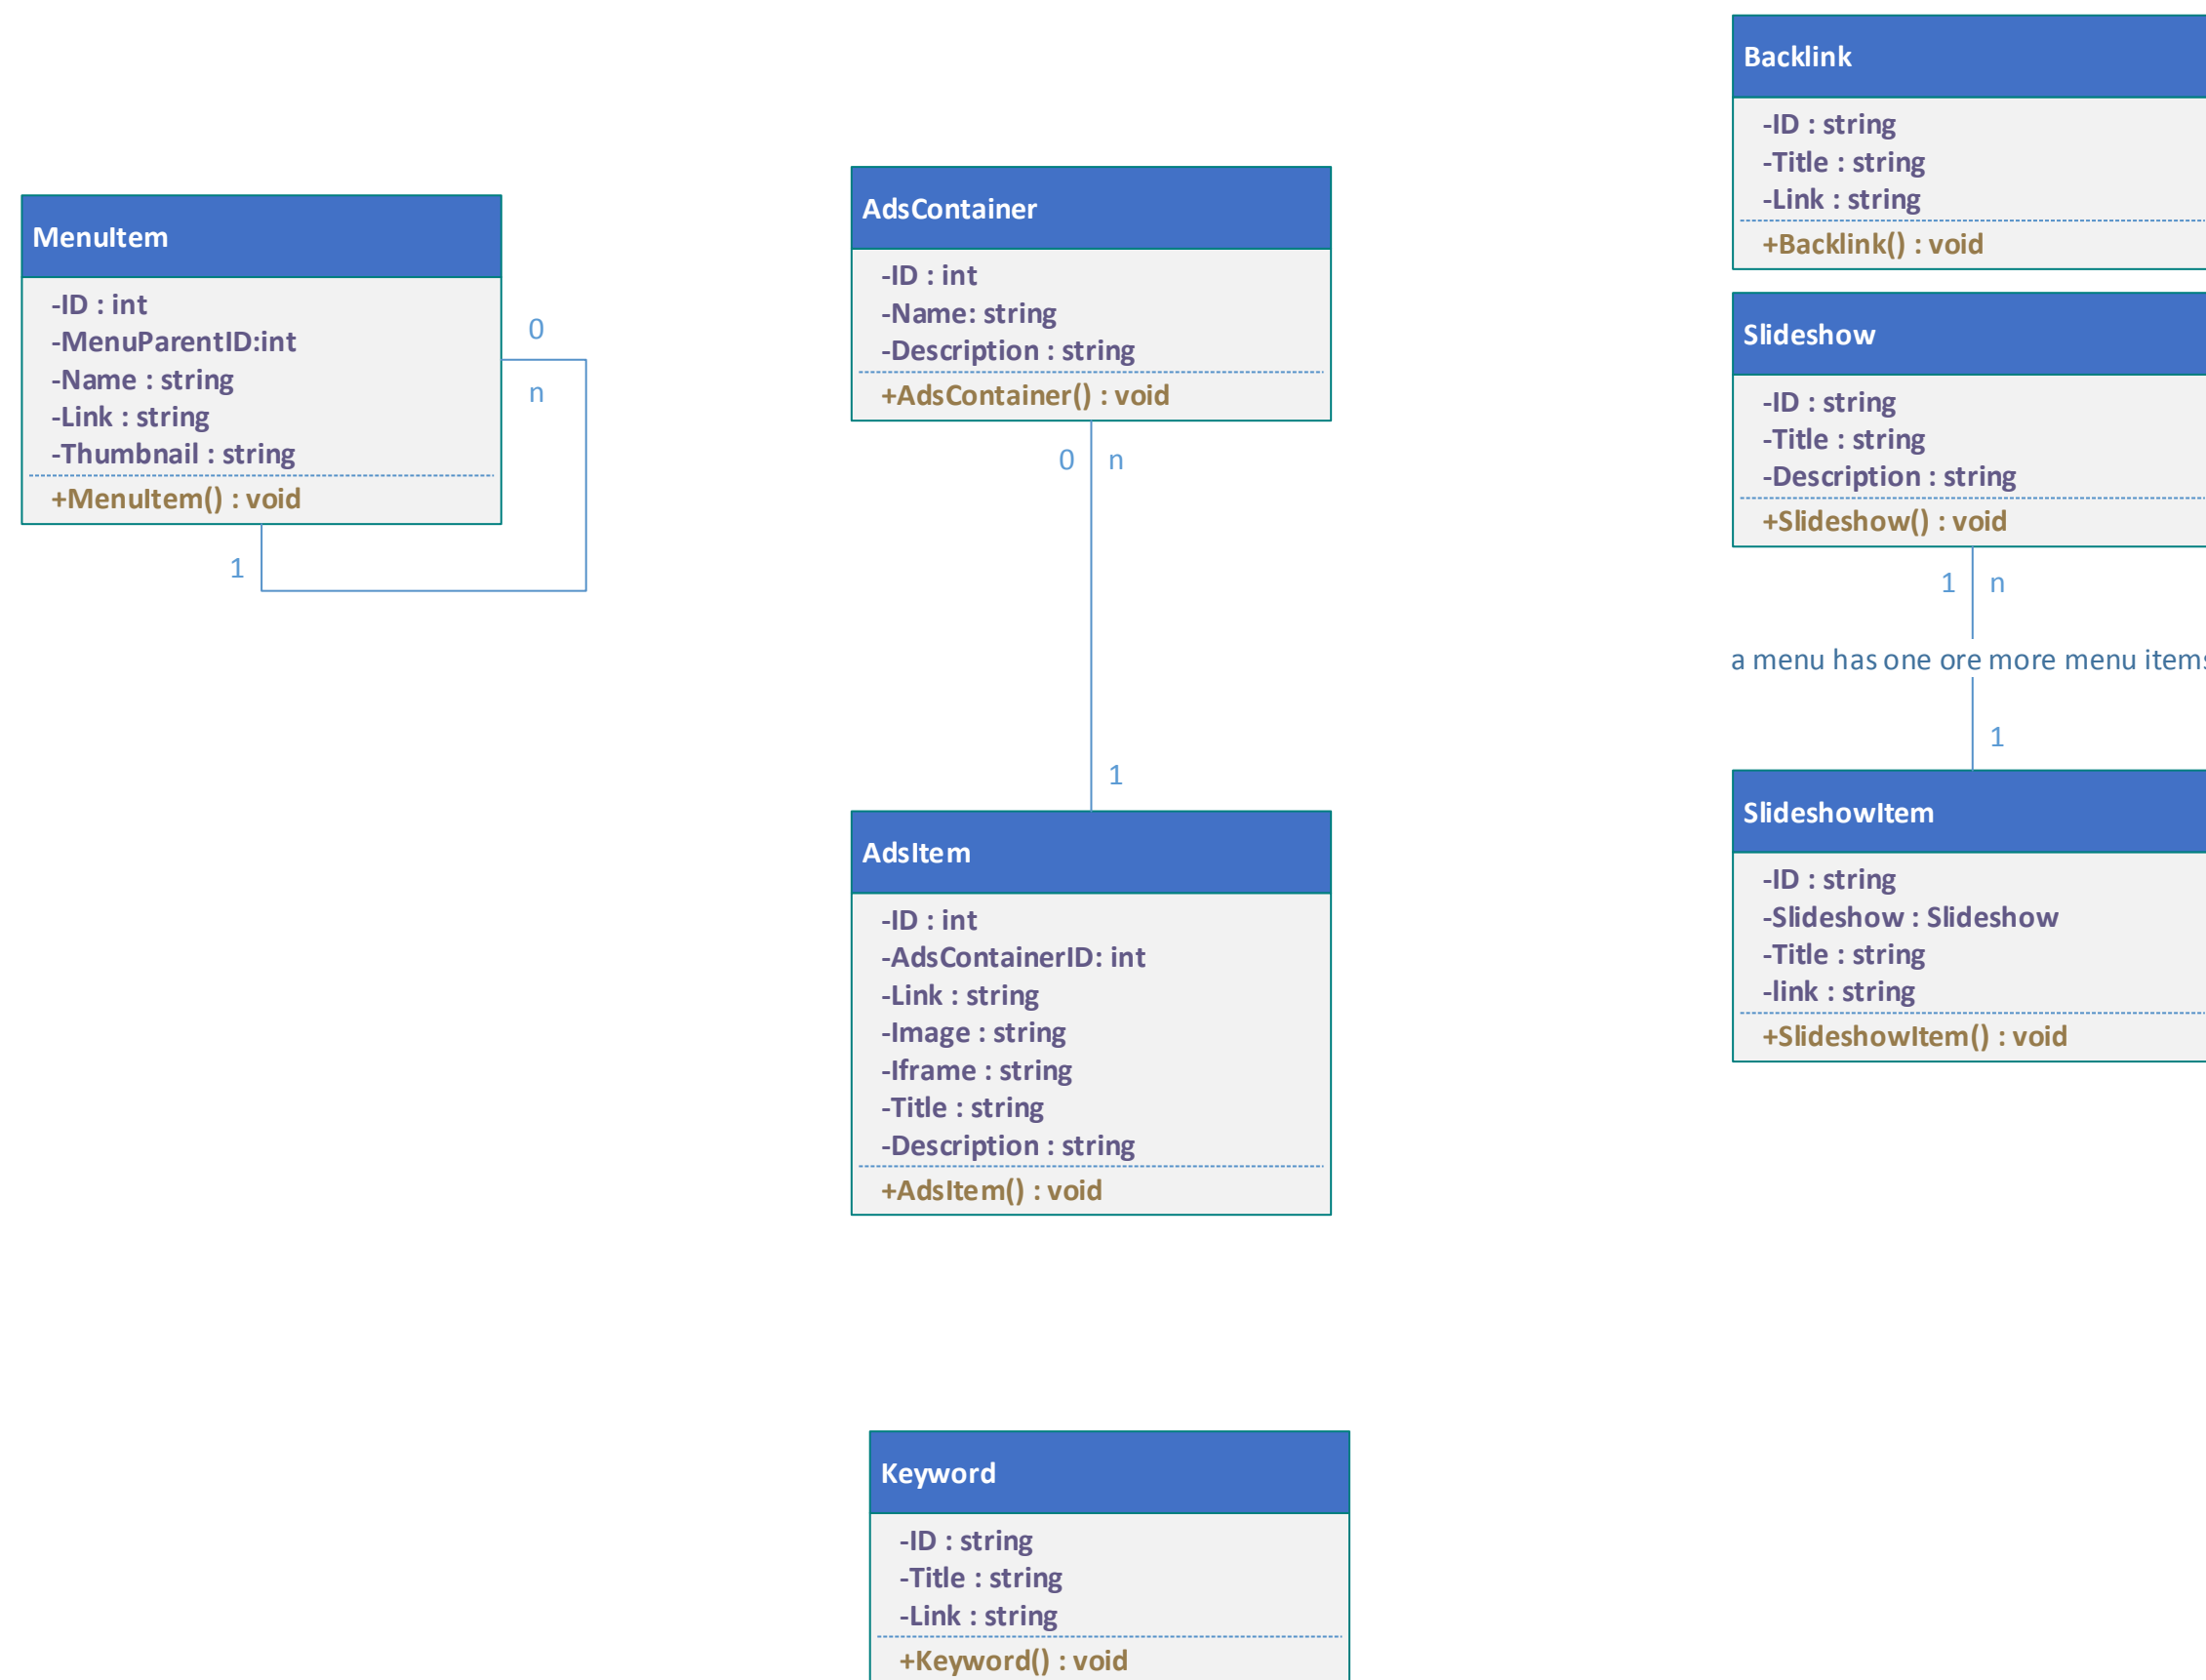 MenuItem
-ID : int
-MenuParentID:int
-Name : string
-Link : string
-Thumbnail : string
+MenuItem() : void
0
n
1
AdsContainer
-ID : int
-Name: string
-Description : string
+AdsContainer() : void
0
n
1
AdsItem
-ID : int
-AdsContainerID: int
-Link : string
-Image : string
-Iframe : string
-Title : string
-Description : string
+AdsItem() : void
Keyword
-ID : string
-Title : string
-Link : string
+Keyword() : void
Backlink
-ID : string
-Title : string
-Link : string
+Backlink() : void
Slideshow
-ID : string
-Title : string
-Description : string
+Slideshow() : void
1
n
a menu has one ore more menu items
1
SlideshowItem
-ID : string
-Slideshow : Slideshow
-Title : string
-link : string
+SlideshowItem() : void